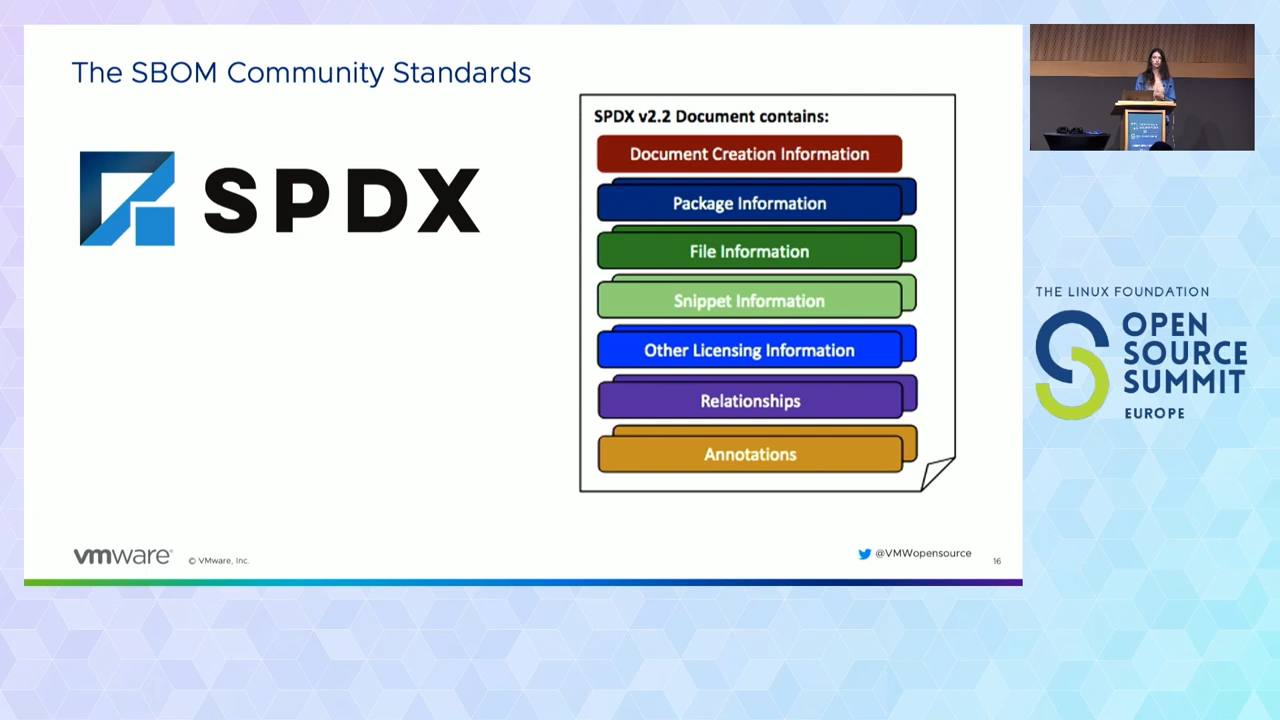 The SBOM Community Standards
SPDX
SPDX v2.2 Document contains:
Document Creation Information
Package Information
File Information
Snippet Information
Other Licensing Information
Relationships
Annotations
vmware®
© VMware, Inc.
@VMWopensource
16
THE LINUX FOUNDATION
OPEN
SOURCE
SUMMIT
EUROPE